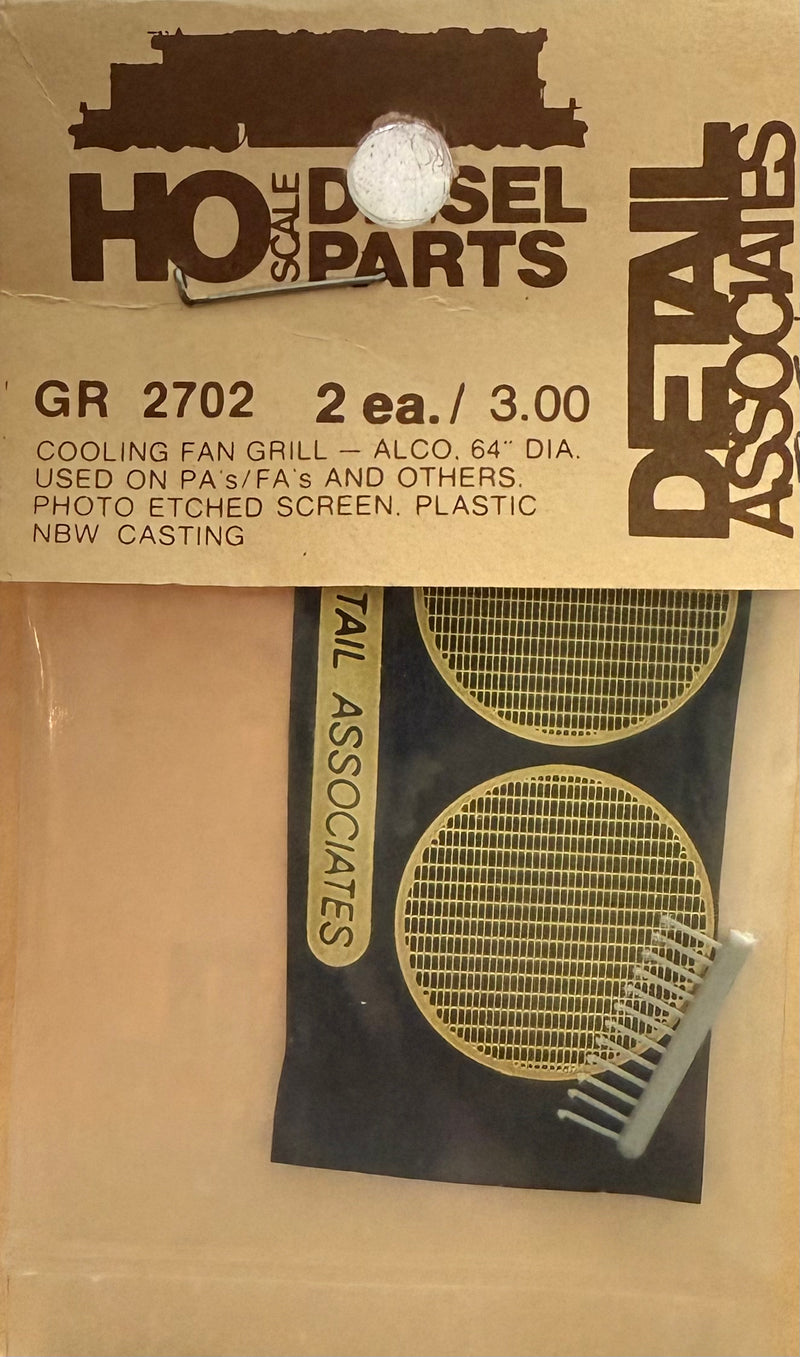 HO SCALE DIESEL
PARTS
DETAIL
ASSOCIATES
GR 2702 2 ea./ 3.00
COOLING FAN GRILL — ALCO. 64" DIA.
USED ON PA's/FA's AND OTHERS.
PHOTO ETCHED SCREEN. PLASTIC
NBW CASTING
TAIL ASSOCIATES